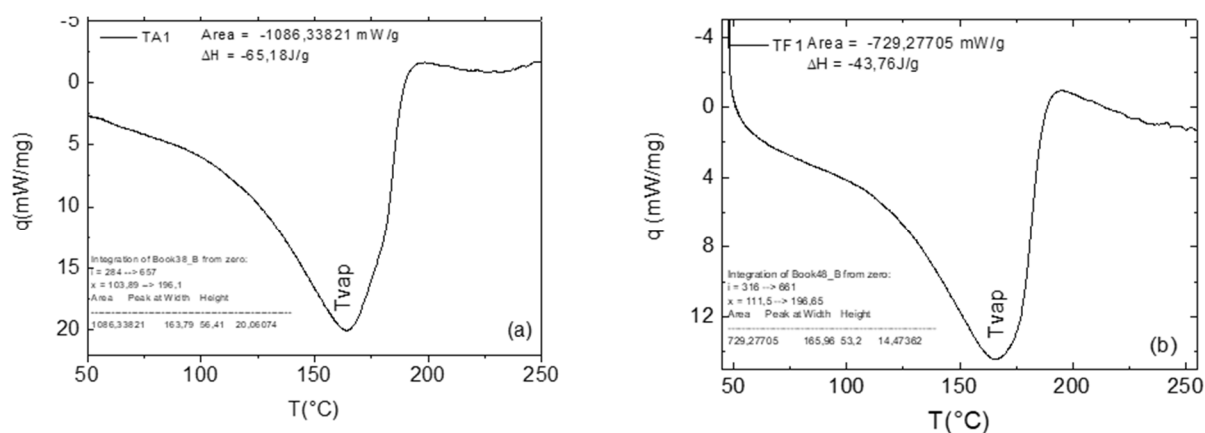 TA1 Area = -1086,33821 mW/g
ΔH = -65,18J/g
-5
0
5
10
15
20
q(mW/mg)
Integration of Book38_B from zero:
i = 284 --> 657
x = 103,89 --> 196,1
Area Peak at Width Height
----------------------------------------
1086,33821 163,79 56,41 20,06074
Tvap
(a)
50 100 150 200 250
T(°C)
TF1 Area = -729,27705 mW/g
ΔH = -43,76J/g
-4
0
4
8
12
q (mW/mg)
Integration of Book48_B from zero:
i = 316 --> 661
x = 111,5 --> 196,65
Area Peak at Width Height
----------------------------------------
729,27705 165,96 53,2 14,47362
Tvap
(b)
50 100 150 200 250
T(°C)